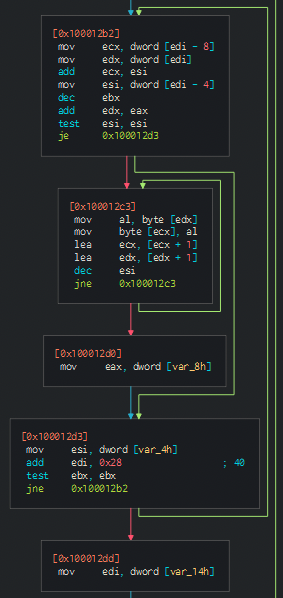 [0x100012b2]
mov ecx, dword [edi - 8]
mov edx, dword [edi]
add ecx, esi
mov esi, dword [edi - 4]
dec ebx
add edx, eax
test esi, esi
je 0x100012d3
[0x100012c3]
mov al, byte [edx]
mov byte [ecx], al
lea ecx, [ecx + 1]
lea edx, [edx + 1]
dec esi
jne 0x100012c3
[0x100012d0]
mov eax, dword [var_8h]
[0x100012d3]
mov esi, dword [var_4h]
add edi, 0x28 ; 40
test ebx, ebx
jne 0x100012b2
[0x100012dd]
mov edi, dword [var_14h]